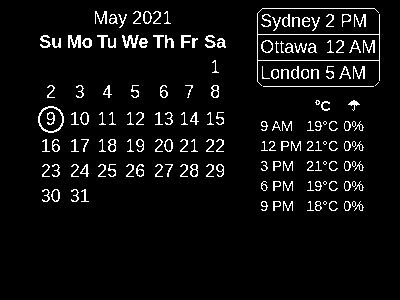 May 2021
Su Mo Tu We Th Fr Sa
1
2 3 4 5 6 7 8
9 10 11 12 13 14 15
16 17 18 19 20 21 22
23 24 25 26 27 28 29
30 31
Sydney 2 PM
Ottawa 12 AM
London 5 AM
°C
9 AM 19°C 0%
12 PM 21°C 0%
3 PM 21°C 0%
6 PM 19°C 0%
9 PM 18°C 0%